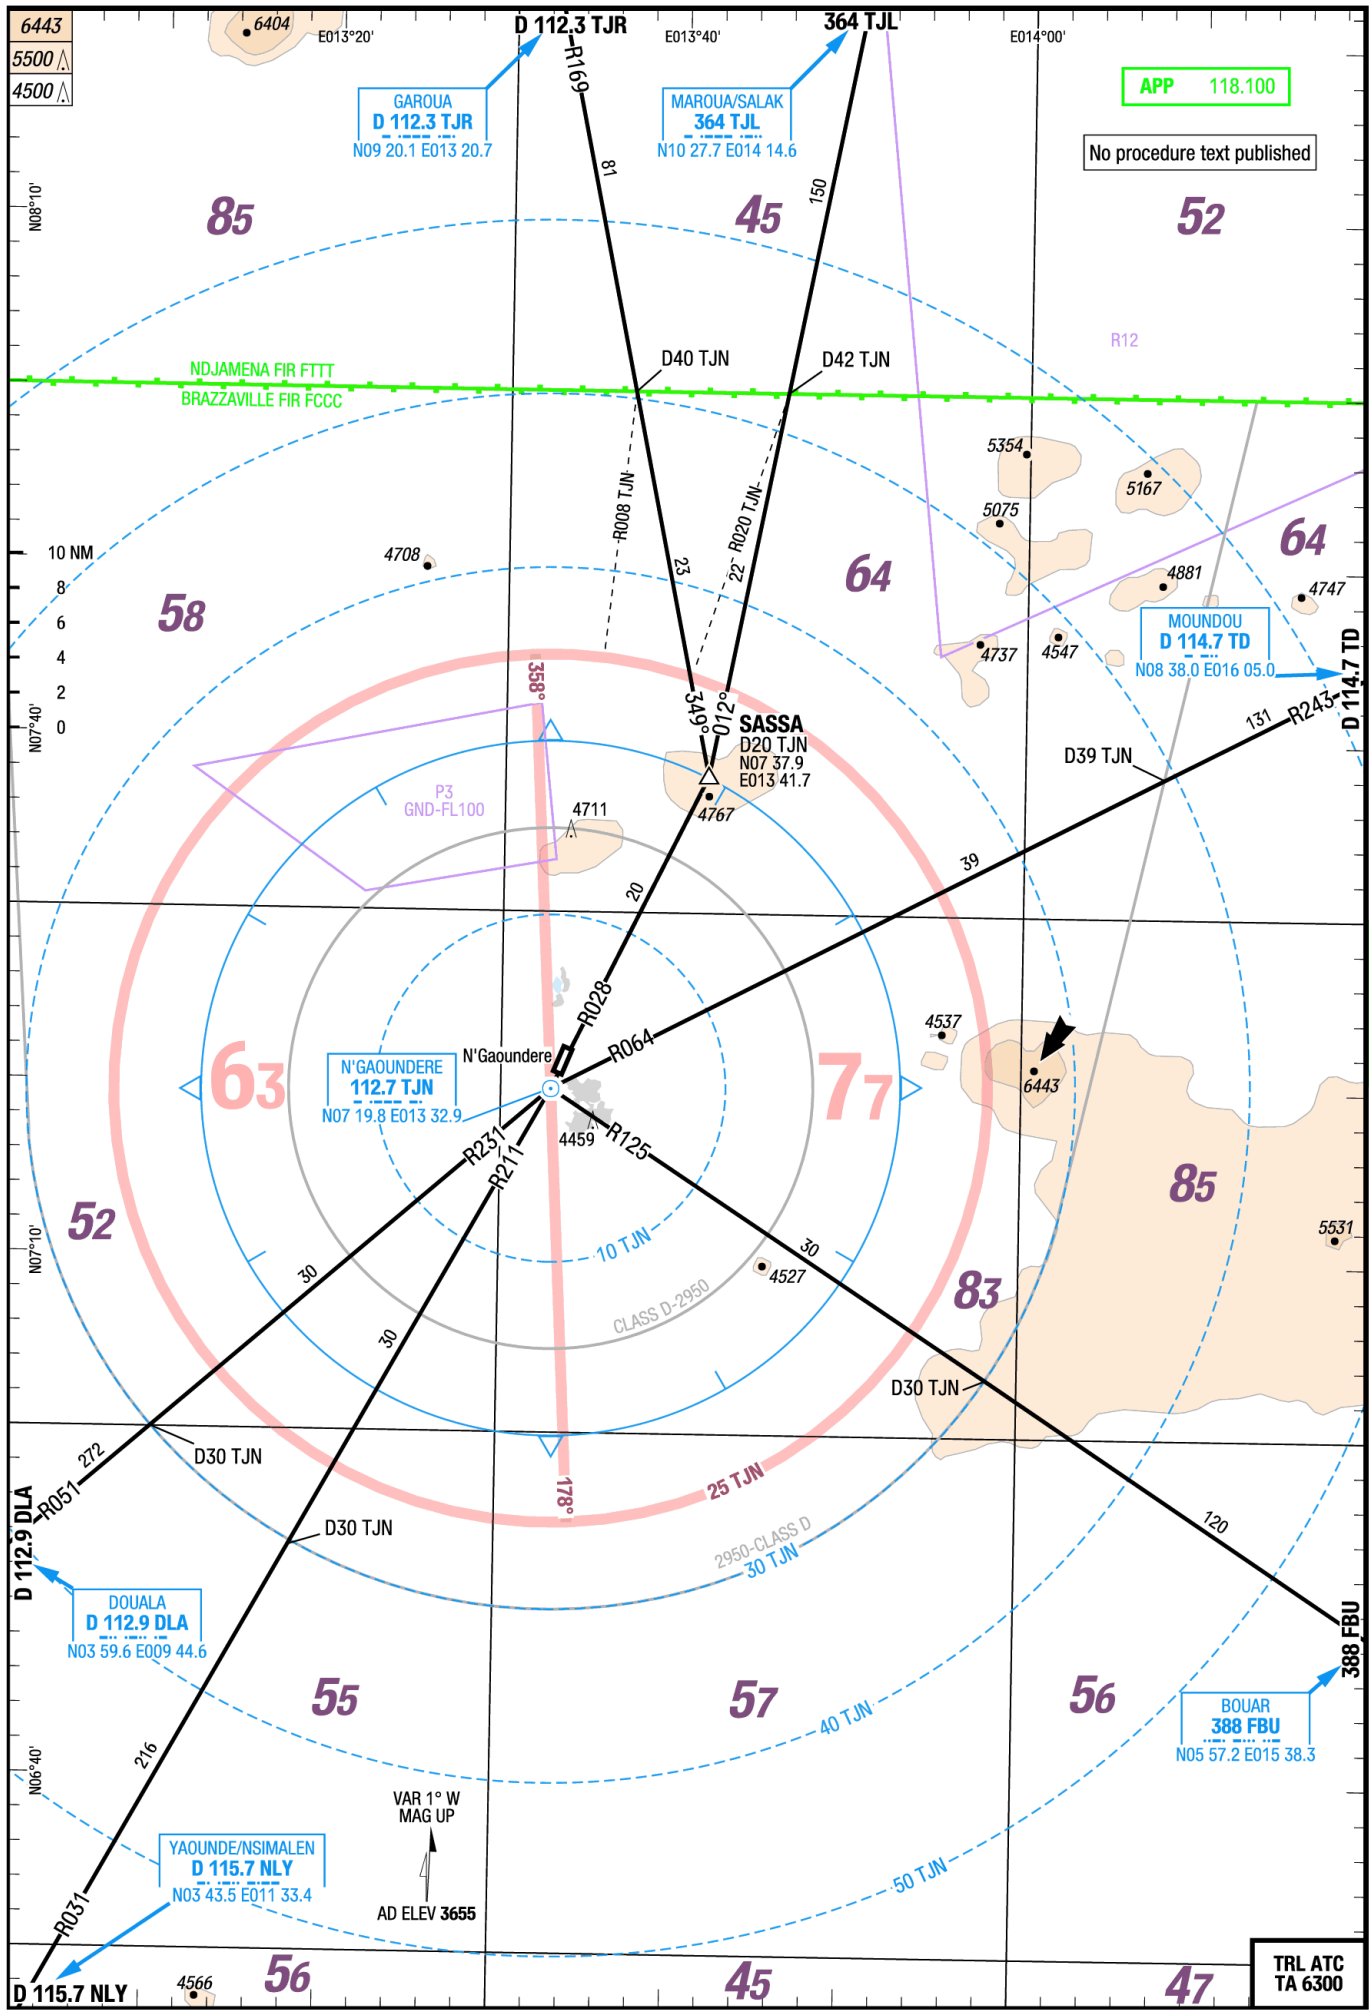 6443
5500
4500
6404
E013°20'
D 112.3 TJR
E013°40'
364 TJL
E014°00'
R169
GAROUA
D 112.3 TJR
N09 20.1 E013 20.7
MAROUA/SALAK
364 TJL
N10 27.7 E014 14.6
APP 118.100
No procedure text published
81
150
N08°10'
85
45
52
R12
NDJAMENA FIR FTTT
BRAZZAVILLE FIR FCCC
D40 TJN
D42 TJN
5354
5167
5075
R008 TJN
R020 TJN
23
22
10 NM
8
6
4
2
0
4708
58
64
64
4881
4747
4737
4547
MOUNDOU
D 114.7 TD
N08 38.0 E016 05.0
D 114.7 TD
R243
131
358°
349°
012°
N07°40'
SASSA
D20 TJN
N07 37.9
E013 41.7
D39 TJN
P3
GND-FL100
4711
4767
39
20
R028
R064
4537
6443
N'Gaoundere
63
77
N'GAOUNDERE
112.7 TJN
N07 19.8 E013 32.9
4459
R231
R211
R125
85
52
N07°10'
5531
10 TJN
30
4527
30
83
CLASS D-2950
30
D30 TJN
272
D30 TJN
R051
178°
25 TJN
D30 TJN
2950-CLASS D
30 TJN
120
D 112.9 DLA
DOUALA
D 112.9 DLA
N03 59.6 E009 44.6
388 FBU
55
57
56
40 TJN
BOUAR
388 FBU
N05 57.2 E015 38.3
216
N06°40'
VAR 1° W
MAG UP
YAOUNDE/NSIMALEN
D 115.7 NLY
N03 43.5 E011 33.4
50 TJN
R031
AD ELEV 3655
56
45
47
4566
D 115.7 NLY
TRL ATC
TA 6300